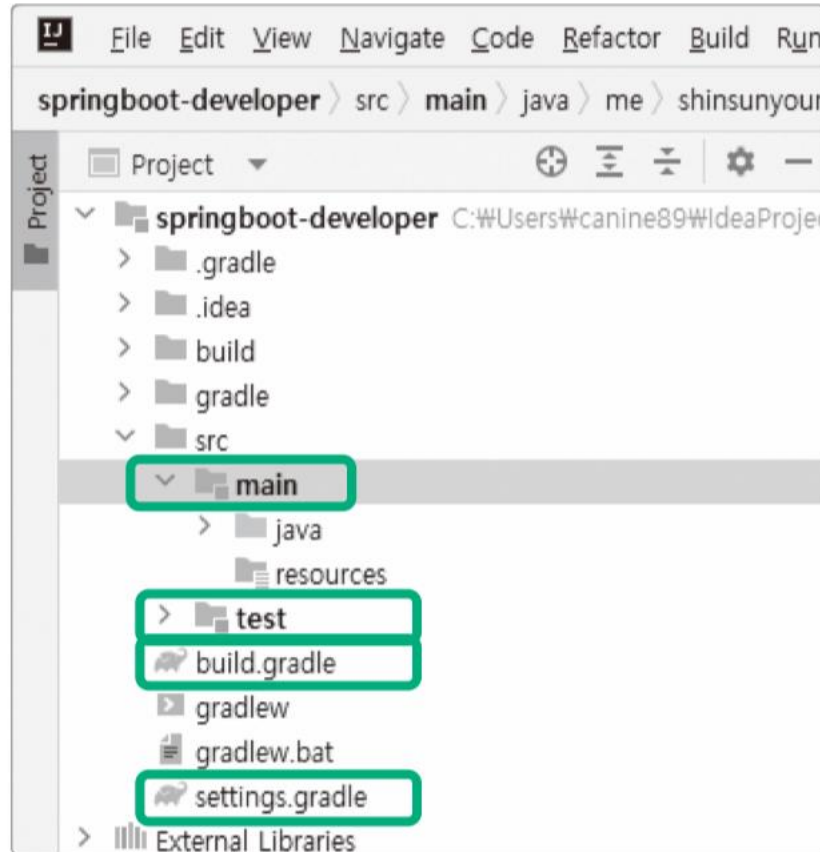 IJ File Edit View Navigate Code Refactor Build Run
springboot-developer 〉 src 〉 main 〉 java 〉 me 〉 shinsunyour
Project
Project
springboot-developer C:₩Users₩canine89₩IdeaProjec
.gradle
.idea
build
gradle
src
main
java
resources
test
build.gradle
gradlew
gradlew.bat
settings.gradle
External Libraries